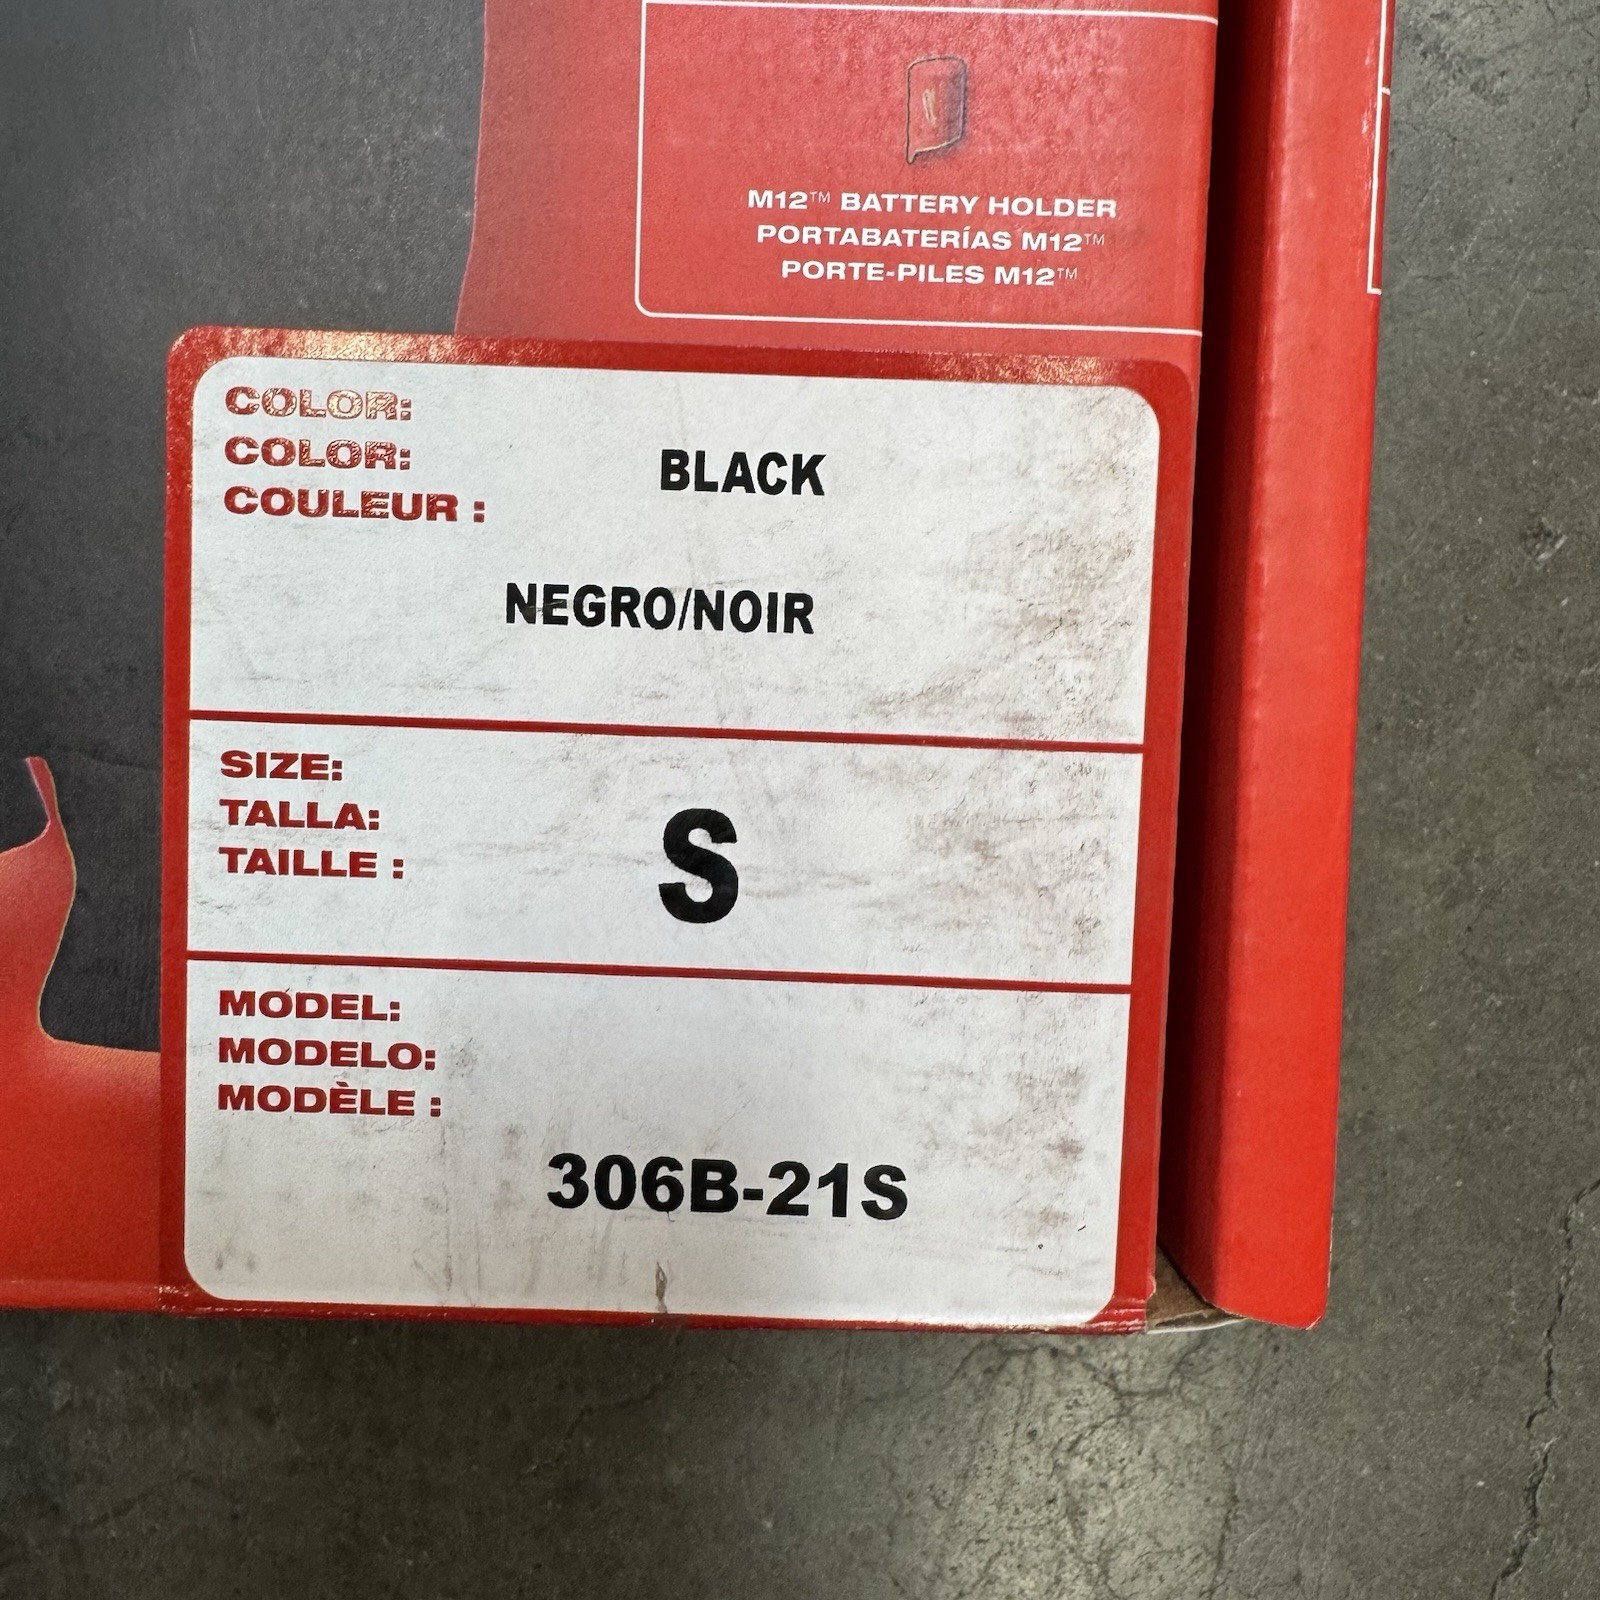 M12™ BATTERY HOLDER
PORTABATERÍAS M12™
PORTE-PILES M12™
COLOR:
COLOR:
COULEUR :
BLACK
NEGRO/NOIR
SIZE:
TALLA:
TAILLE :
S
MODEL:
MODELO:
MODÈLE :
306B-21S